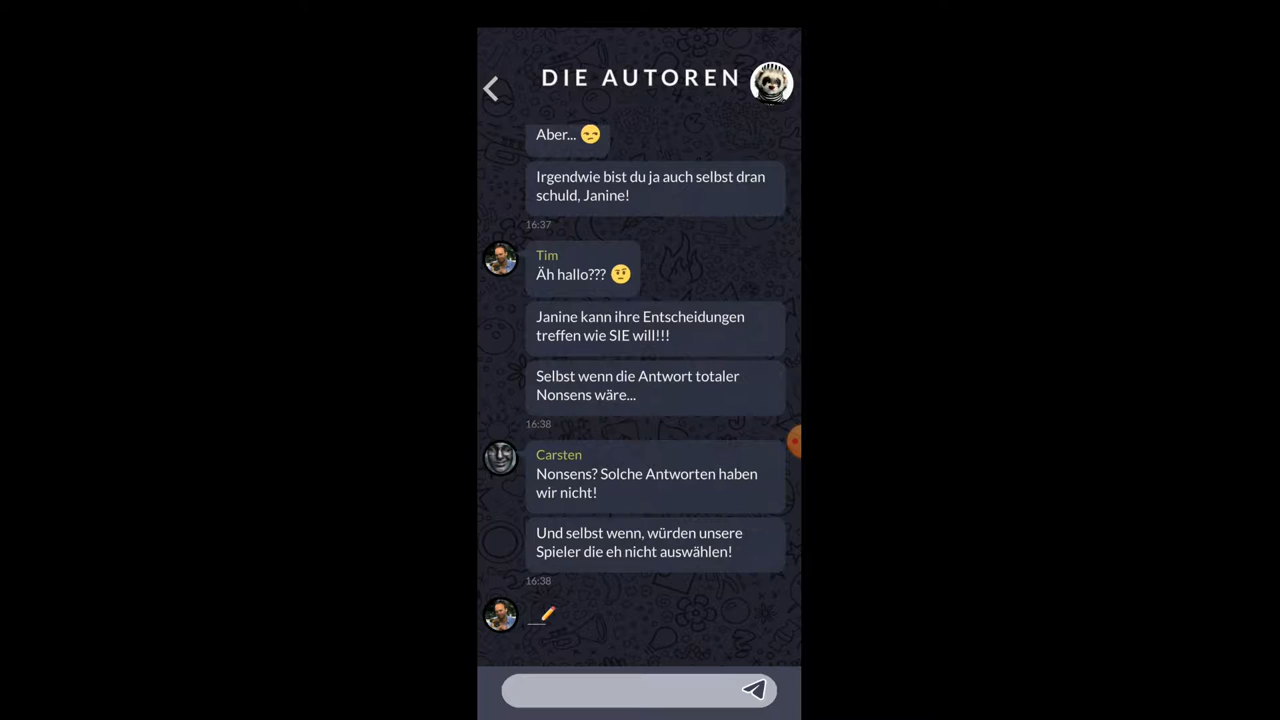 DIE AUTOREN
Aber... 😒
Irgendwie bist du ja auch selbst dran
schuld, Janine!
16:37
Tim
Äh hallo??? 🤨
Janine kann ihre Entscheidungen
treffen wie SIE will!!!
Selbst wenn die Antwort totaler
Nonsens wäre...
16:38
Carsten
Nonsens? Solche Antworten haben
wir nicht!
Und selbst wenn, würden unsere
Spieler die eh nicht auswählen!
16:38